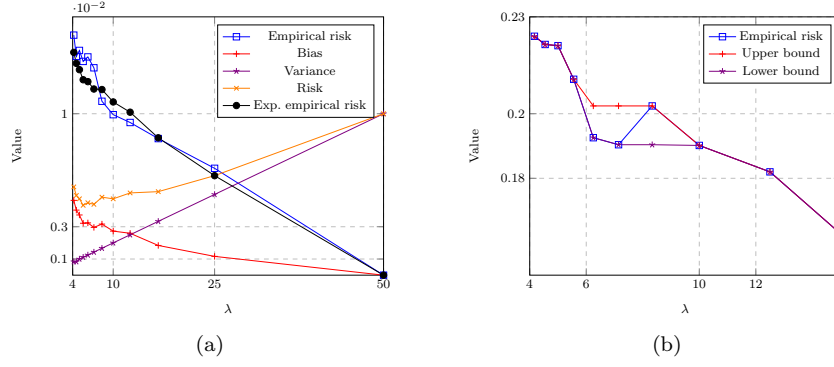 ·10⁻²
Empirical risk
Bias
Variance
Risk
Exp. empirical risk
1
0.3
0.1
Value
4
10
25
50
λ
(a)
0.23
0.2
0.18
Value
Empirical risk
Upper bound
Lower bound
4
6
10
12
λ
(b)